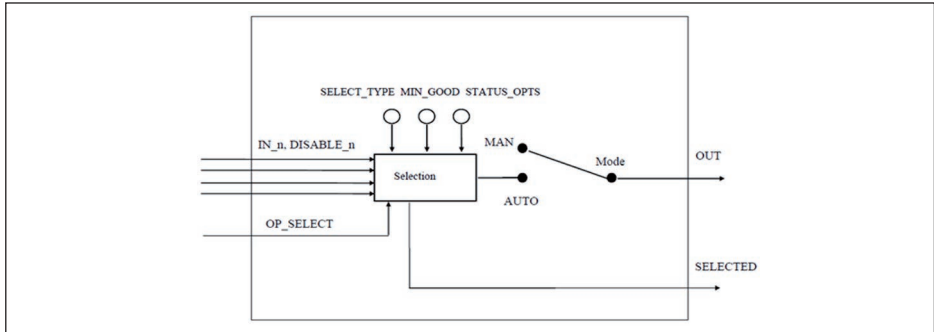 SELECT_TYPE MIN_GOOD STATUS_OPTS
IN_n, DISABLE_n
MAN
Mode
OUT
Selection
AUTO
OP_SELECT
SELECTED